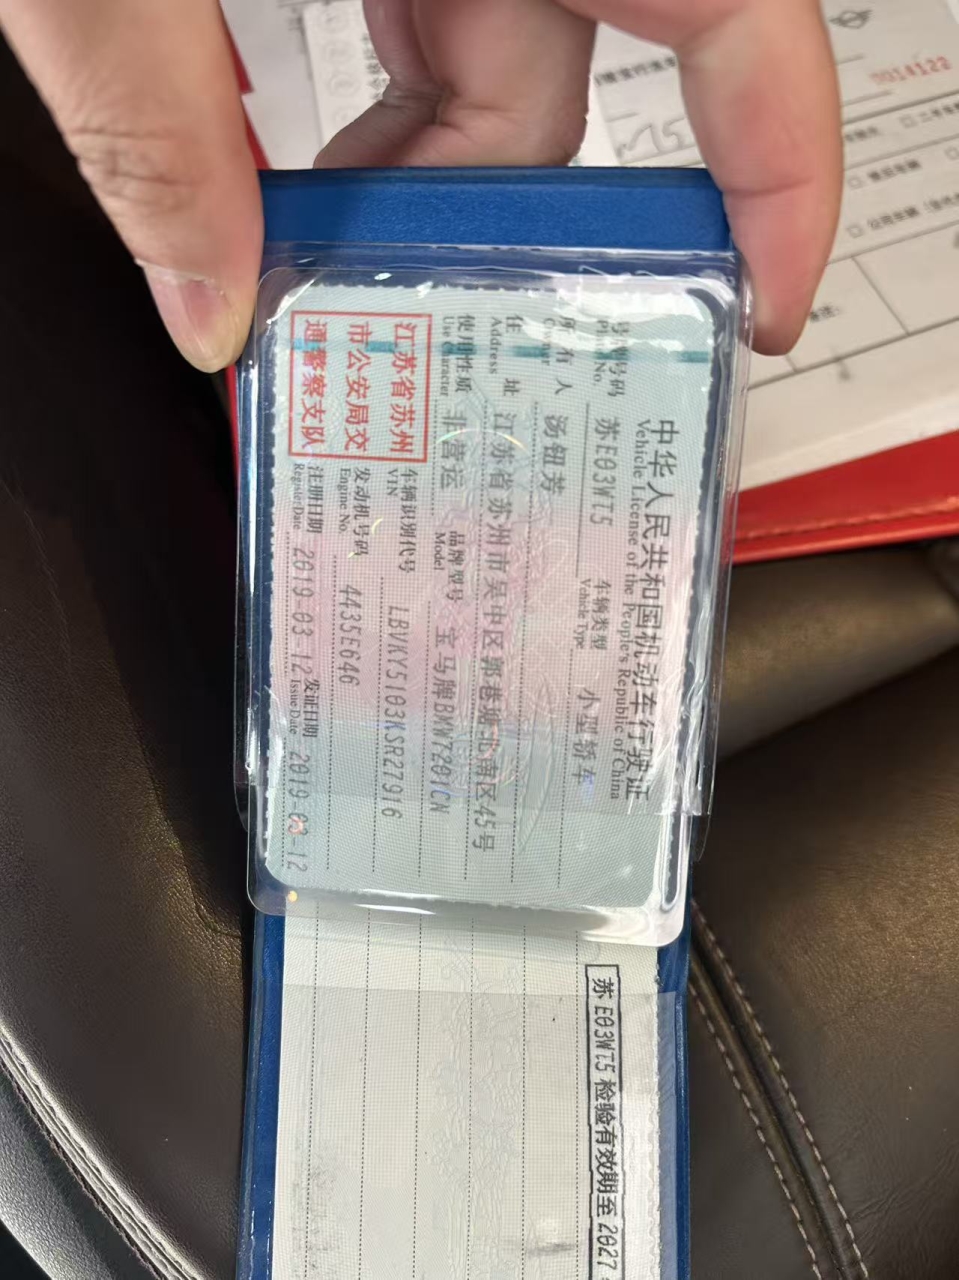 中华人民共和国机动车行驶证
Vehicle License of the People's Republic of China
号牌号码 苏E03WT5 车辆类型 小型轿车
Plate No. Vehicle Type
所有人 汤钮芳
Owner
住址 江苏省苏州市吴中区郭巷塘北南区45号
Address
使用性质 非营运 品牌型号 宝马牌BMW7201CN
Use Character Model
江苏省苏州
市公安局交
通警察支队
车辆识别代号 LBVKY5103KSR27916
VIN
发动机号码 4435E646
Engine No.
注册日期 2019-03-12 发证日期 2019-03-12
Register Date Issue Date
苏E03WT5 检验有效期至 2027
0014122